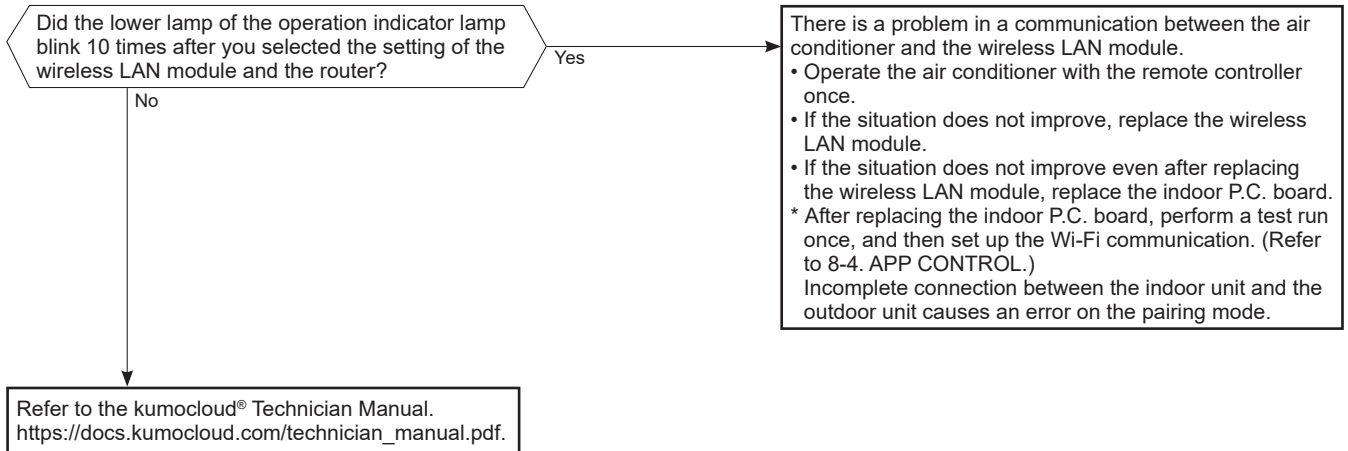 Did the lower lamp of the operation indicator lamp
blink 10 times after you selected the setting of the
wireless LAN module and the router?
Yes
No
There is a problem in a communication between the air
conditioner and the wireless LAN module.
• Operate the air conditioner with the remote controller
once.
• If the situation does not improve, replace the wireless
LAN module.
• If the situation does not improve even after replacing
the wireless LAN module, replace the indoor P.C. board.
* After replacing the indoor P.C. board, perform a test run
once, and then set up the Wi-Fi communication. (Refer
to 8-4. APP CONTROL.)
Incomplete connection between the indoor unit and the
outdoor unit causes an error on the pairing mode.
Refer to the kumocloud® Technician Manual.
https://docs.kumocloud.com/technician_manual.pdf.